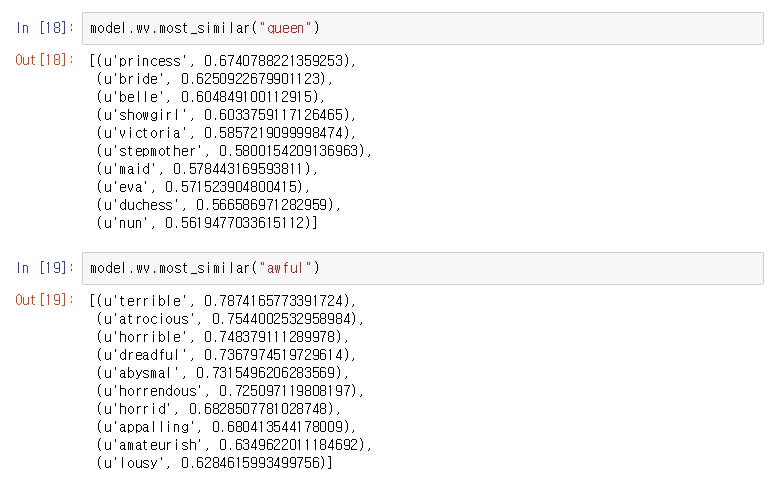 In [18]: model.wv.most_similar("queen")
Out[18]: [(u'princess', 0.6740788221359253),
(u'bride', 0.6250922679901123),
(u'belle', 0.604849100112915),
(u'showgirl', 0.6033759117126465),
(u'victoria', 0.5857219099998474),
(u'stepmother', 0.5800154209136963),
(u'maid', 0.578443169593811),
(u'eva', 0.571523904800415),
(u'duchess', 0.566586971282959),
(u'nun', 0.5619477033615112)]
In [19]: model.wv.most_similar("awful")
Out[19]: [(u'terrible', 0.7874165773391724),
(u'atrocious', 0.7544002532958984),
(u'horrible', 0.748379111289978),
(u'dreadful', 0.7367974519729614),
(u'abysmal', 0.7315496206283569),
(u'horrendous', 0.725097119808197),
(u'horrid', 0.6828507781028748),
(u'appalling', 0.680413544178009),
(u'amateurish', 0.6349622011184692),
(u'lousy', 0.6284615993499756)]